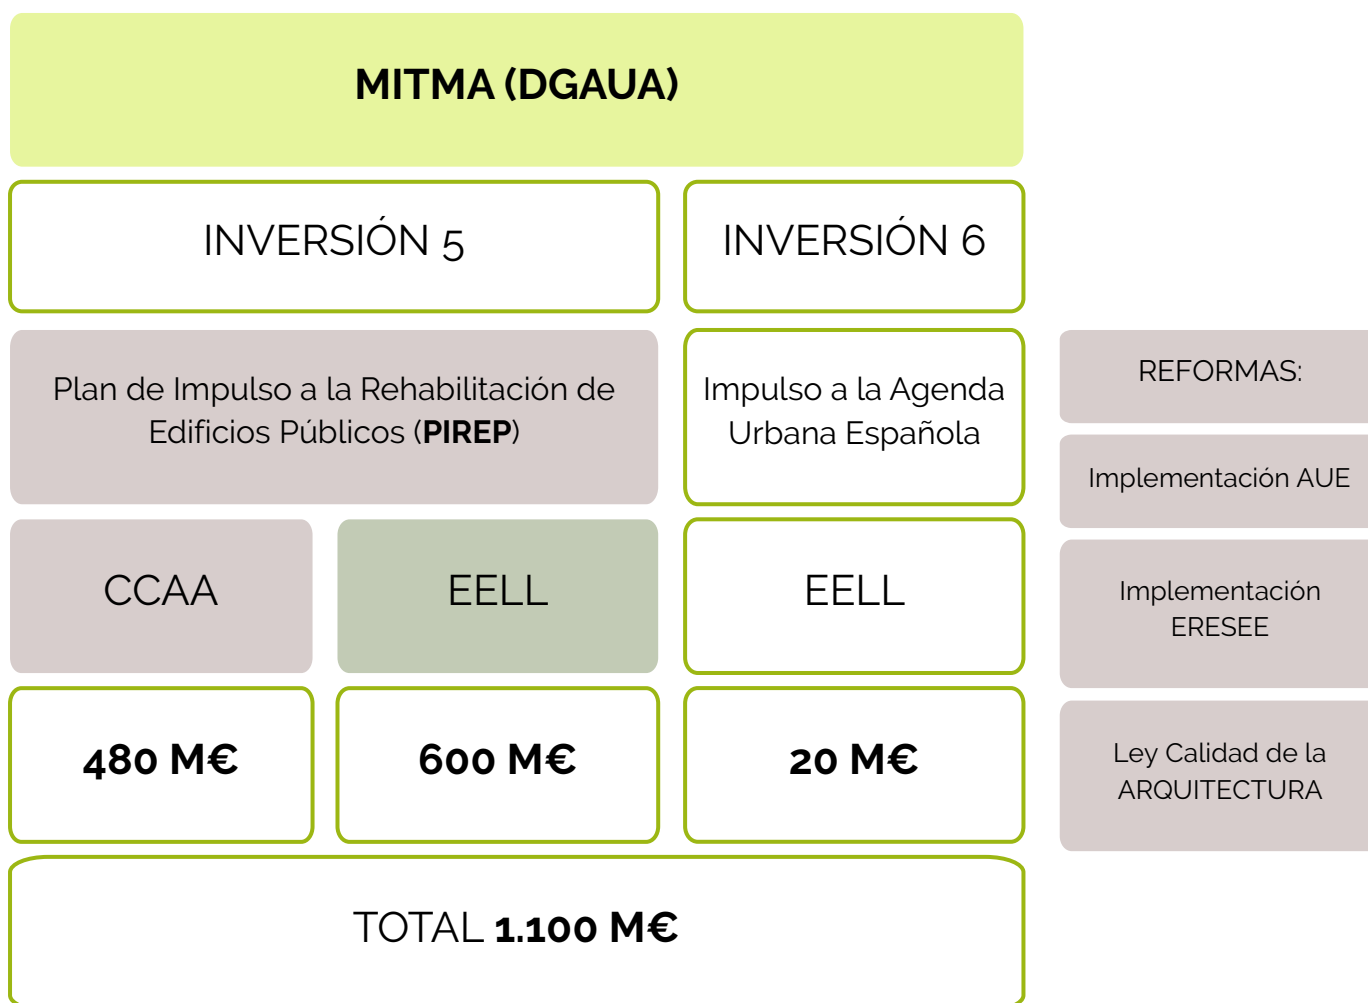 MITMA (DGAUA)
INVERSIÓN 5
INVERSIÓN 6
Plan de Impulso a la Rehabilitación de
Edificios Públicos (PIREP)
Impulso a la Agenda
Urbana Española
CCAA
EELL
EELL
480 M€
600 M€
20 M€
TOTAL 1.100 M€
REFORMAS:
Implementación AUE
Implementación
ERESEE
Ley Calidad de la
ARQUITECTURA